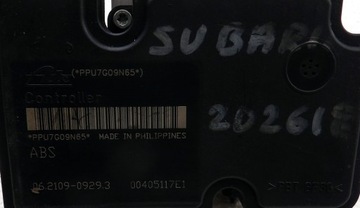 (*PPU7G09N65*)
SUBAR
Controller
*PPU7G09N65* MADE IN PHILIPPINES
202618
ABS
06.2109-0929.3 00405117E1